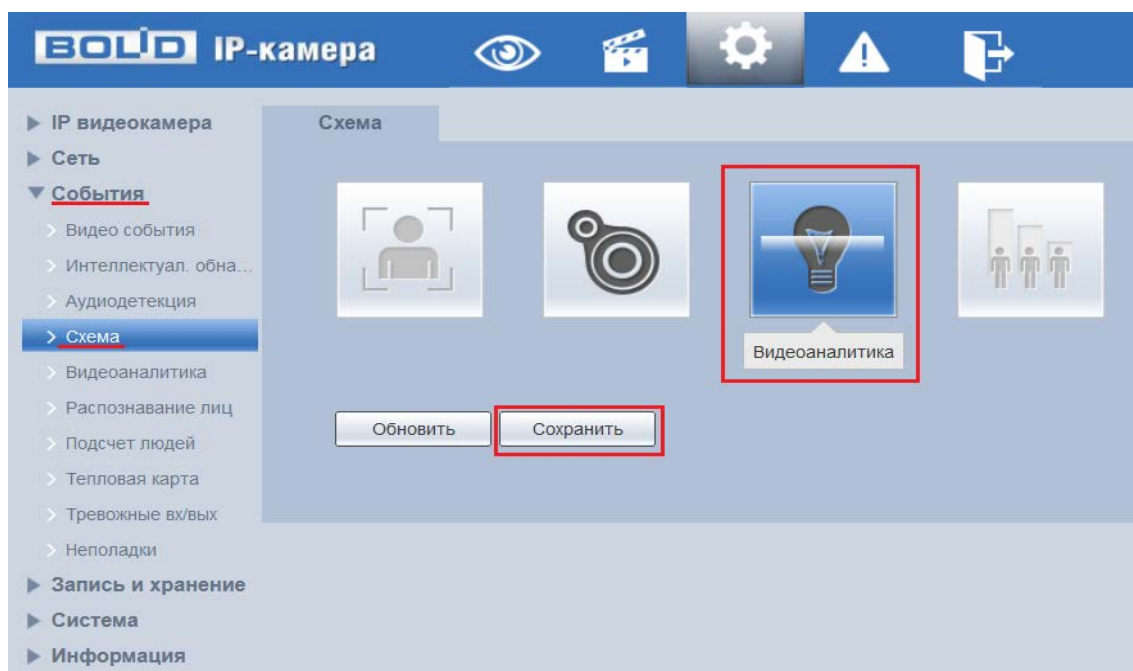 BOLID IP-камера
IP видеокамера
Сеть
События
Видео события
Интеллектуал. обна...
Аудиодетекция
Схема
Видеоаналитика
Распознавание лиц
Подсчет людей
Тепловая карта
Тревожные вх/вых
Неполадки
Запись и хранение
Система
Информация
Схема
Видеоаналитика
Обновить
Сохранить